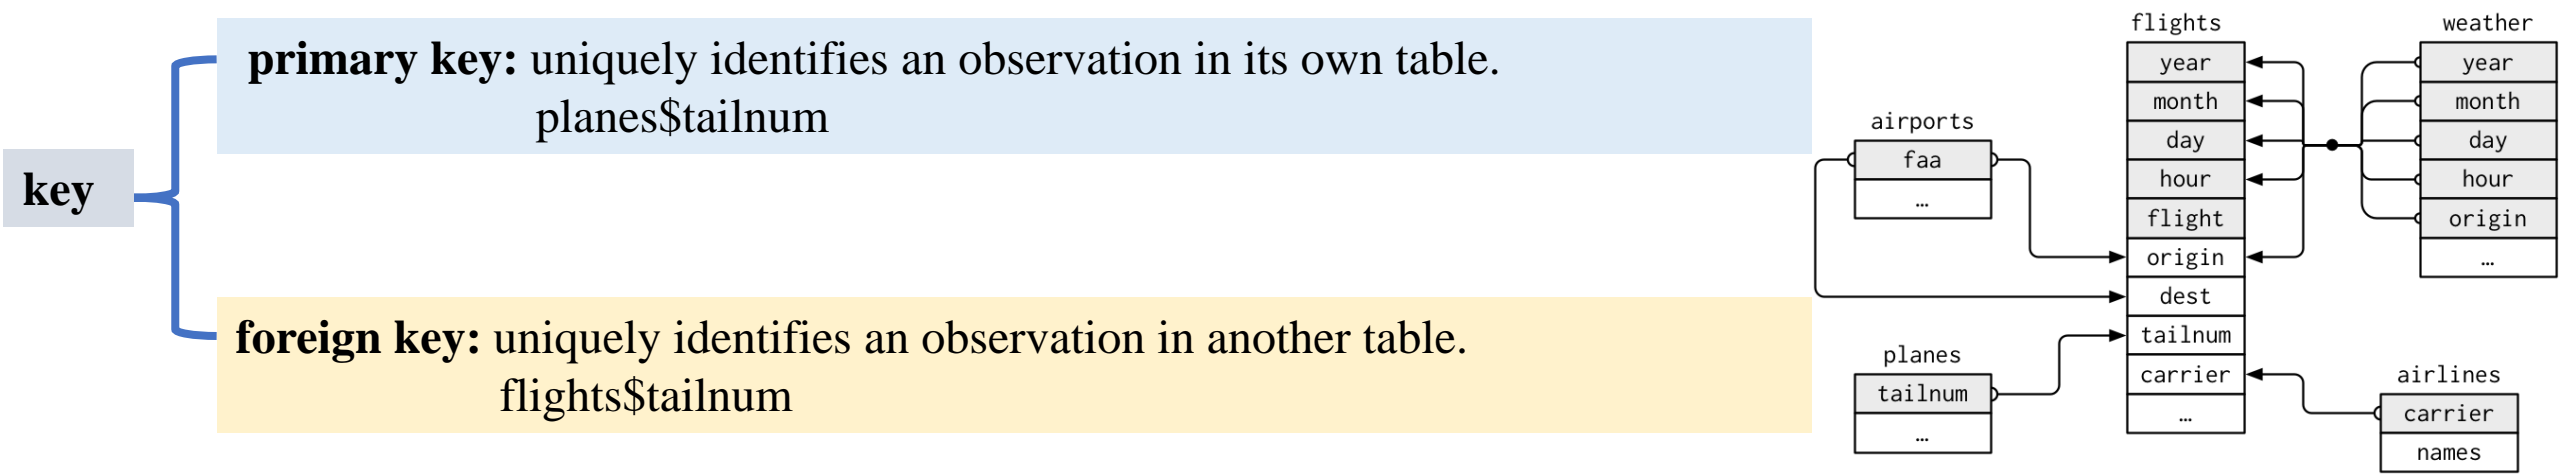 key
primary key: uniquely identifies an observation in its own table.
planes$tailnum
foreign key: uniquely identifies an observation in another table.
flights$tailnum
airports
faa
…
planes
tailnum
…
flights
year
month
day
hour
flight
origin
dest
tailnum
carrier
…
weather
year
month
day
hour
origin
…
airlines
carrier
names